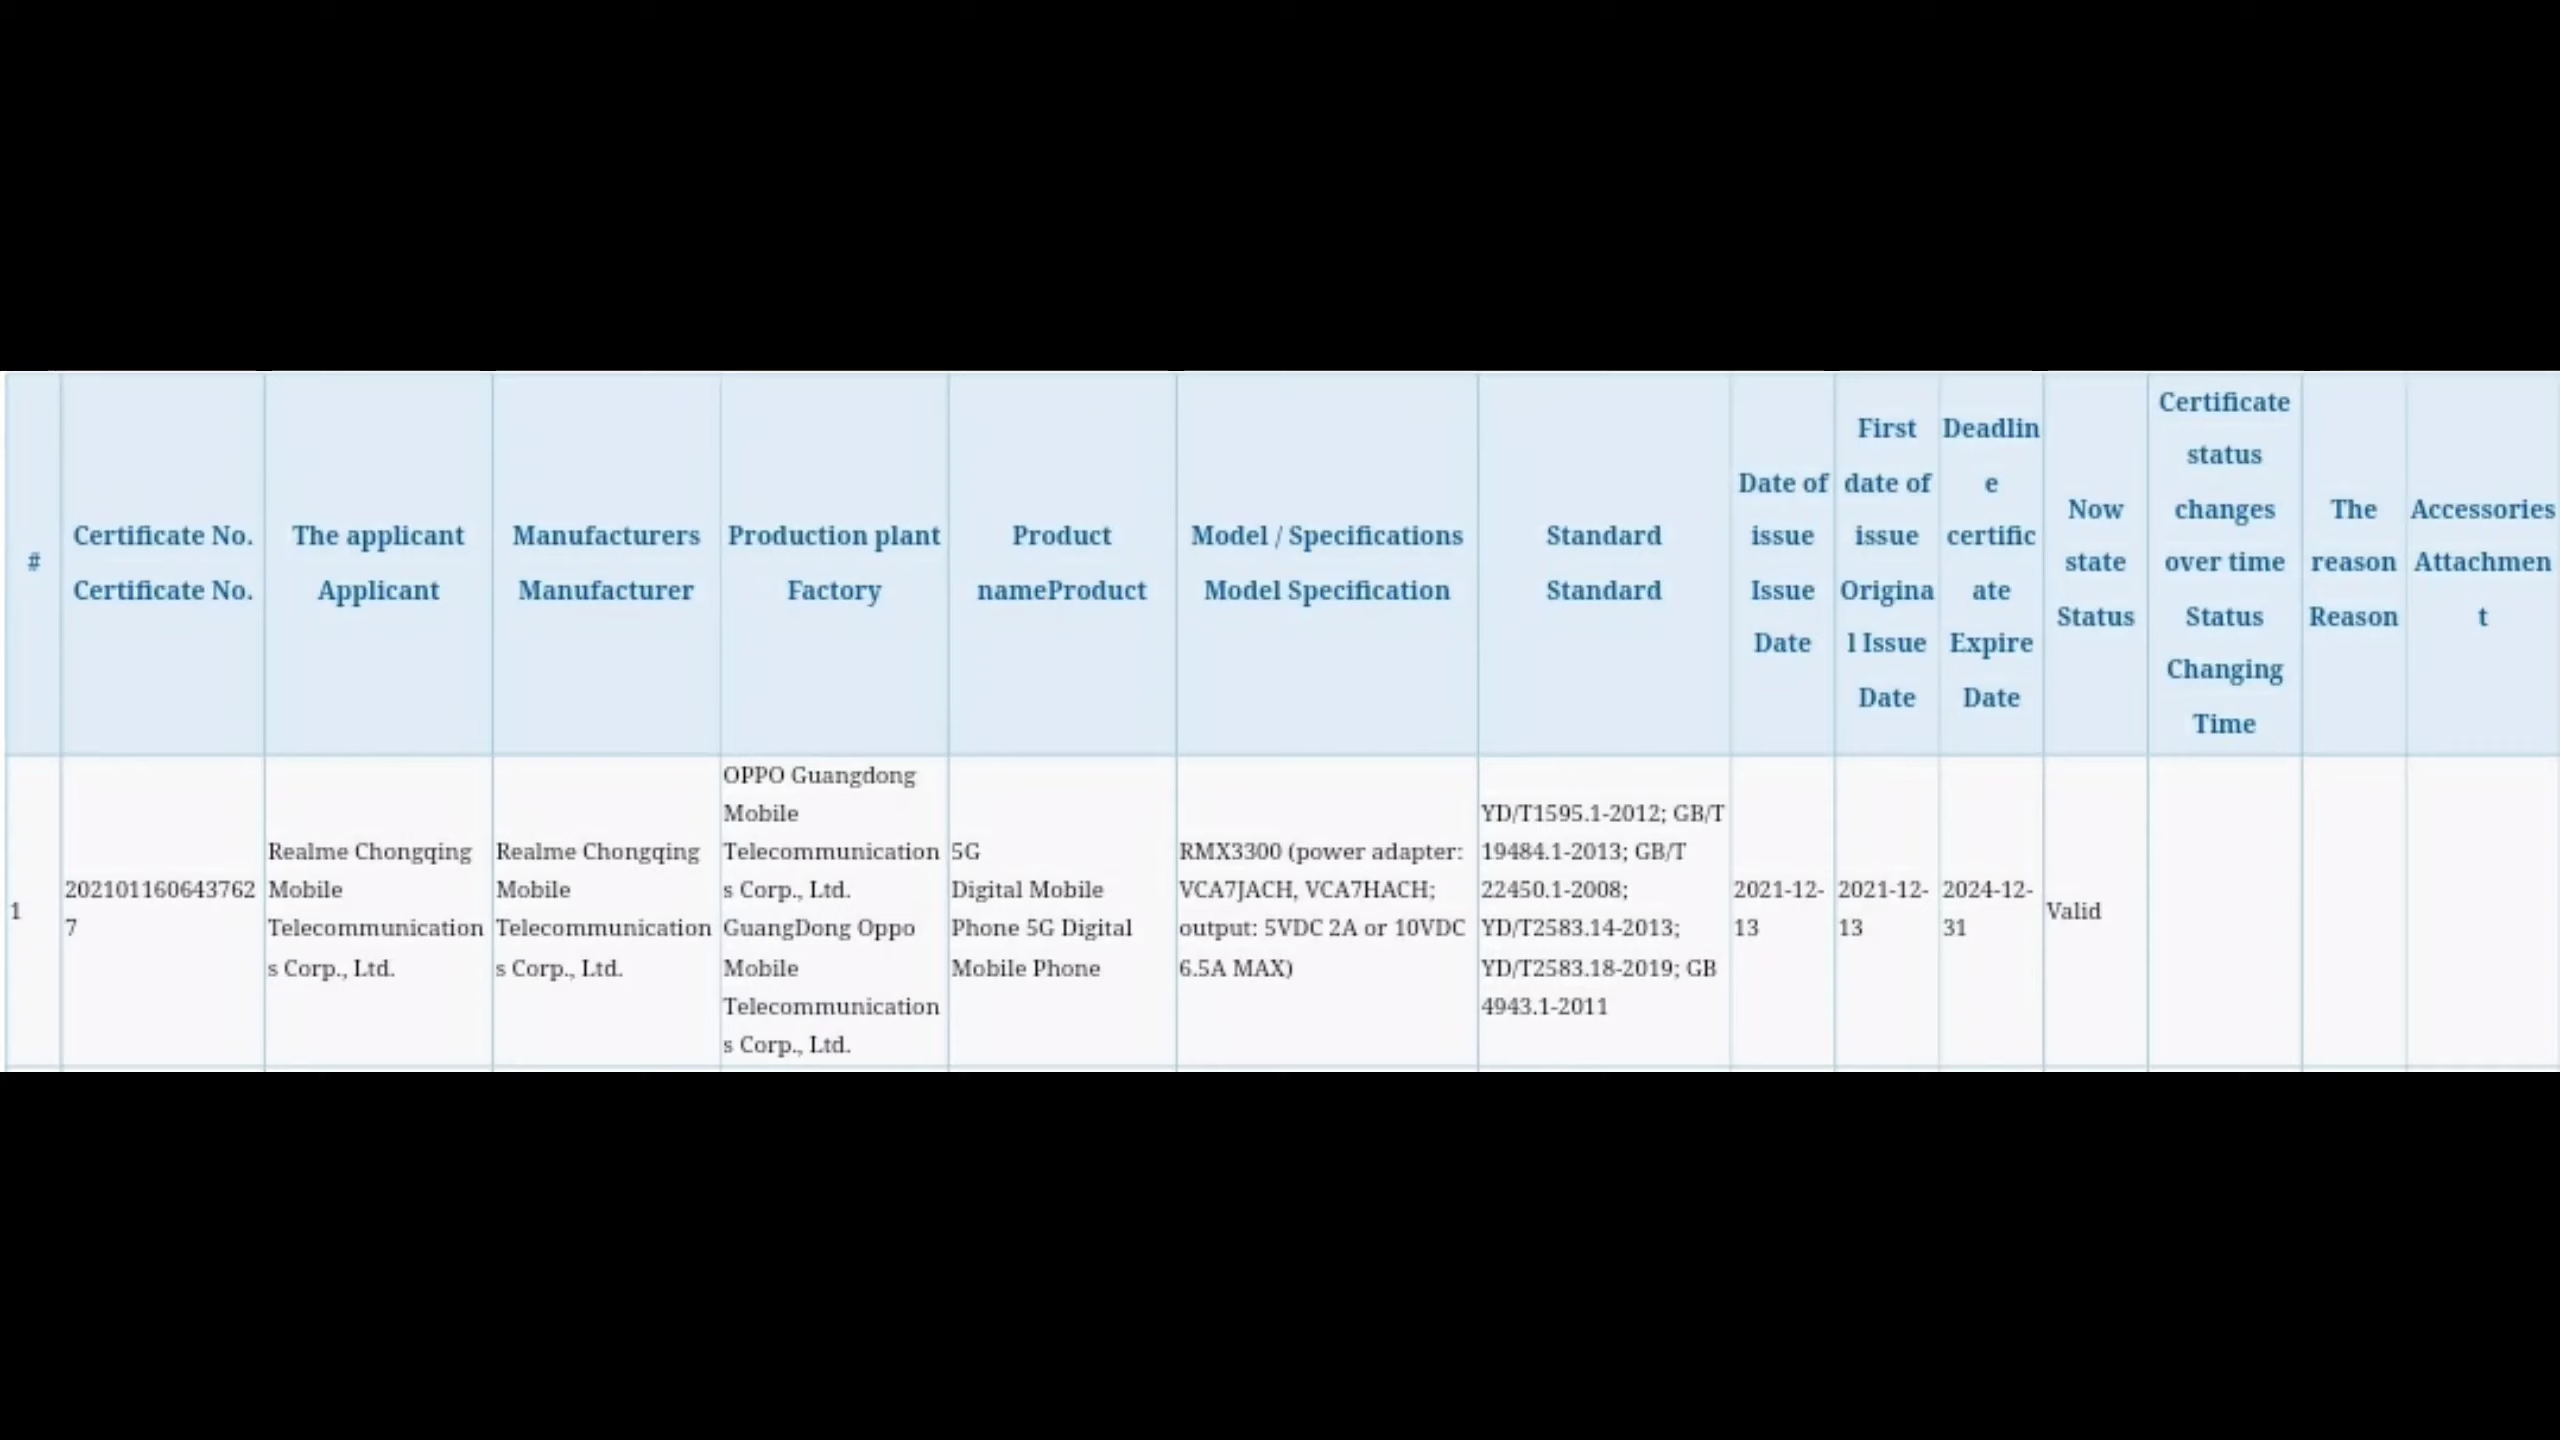 #
Certificate No.
Certificate No.
The applicant
Applicant
Manufacturers
Manufacturer
Production plant
Factory
Product
nameProduct
Model / Specifications
Model Specification
Standard
Standard
Date of
issue
Issue
Date
First
date of
issue
Origina
l Issue
Date
Deadlin
e
certific
ate
Expire
Date
Now
state
Status
Certificate
status
changes
over time
Status
Changing
Time
The
reason
Reason
Accessories
Attachmen
t
1
202101160643762
7
Realme Chongqing
Mobile
Telecommunication
s Corp., Ltd.
Realme Chongqing
Mobile
Telecommunication
s Corp., Ltd.
OPPO Guangdong
Mobile
Telecommunication
s Corp., Ltd.
GuangDong Oppo
Mobile
Telecommunication
s Corp., Ltd.
5G
Digital Mobile
Phone 5G Digital
Mobile Phone
RMX3300 (power adapter:
VCA7JACH, VCA7HACH;
output: 5VDC 2A or 10VDC
6.5A MAX)
YD/T1595.1-2012; GB/T
19484.1-2013; GB/T
22450.1-2008;
YD/T2583.14-2013;
YD/T2583.18-2019; GB
4943.1-2011
2021-12-
13
2021-12-
13
2024-12-
31
Valid